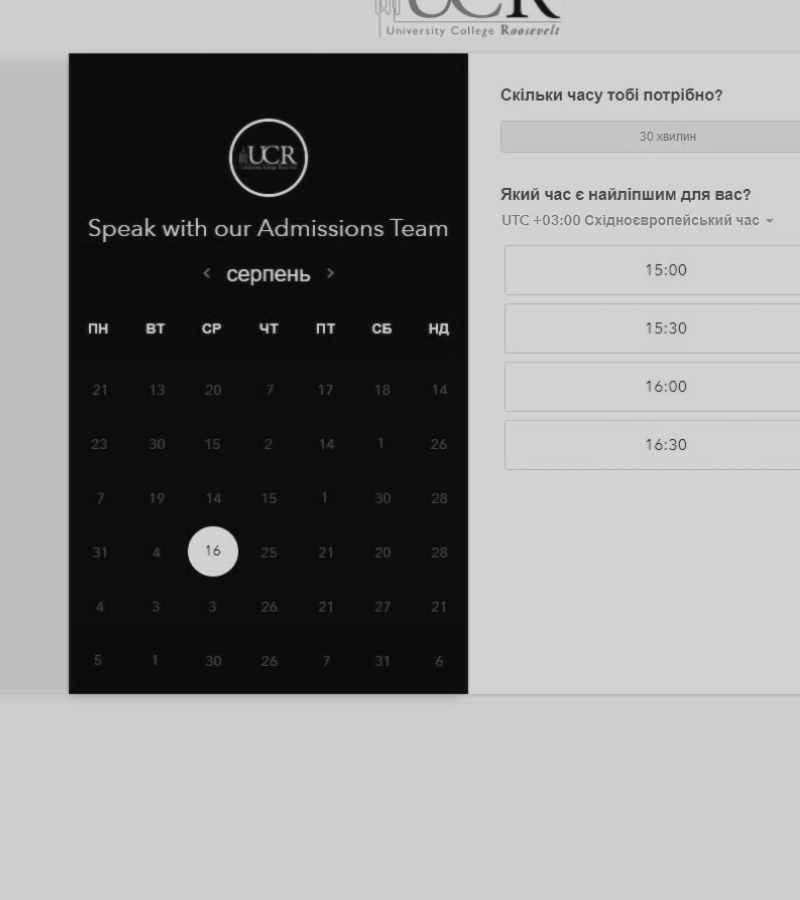 UCR
University College Roosevelt
UCR
Speak with our Admissions Team
< серпень >
ПН ВТ СР ЧТ ПТ СБ НД
21 13 20 7 17 18 14
23 30 15 2 14 1 26
7 19 14 15 1 30 28
31 4 16 25 21 20 28
4 3 3 26 21 27 21
5 1 30 26 7 31 6
Скільки часу тобі потрібно?
30 хвилин
Який час є найліпшим для вас?
UTC +03:00 Східноєвропейський час
15:00
15:30
16:00
16:30